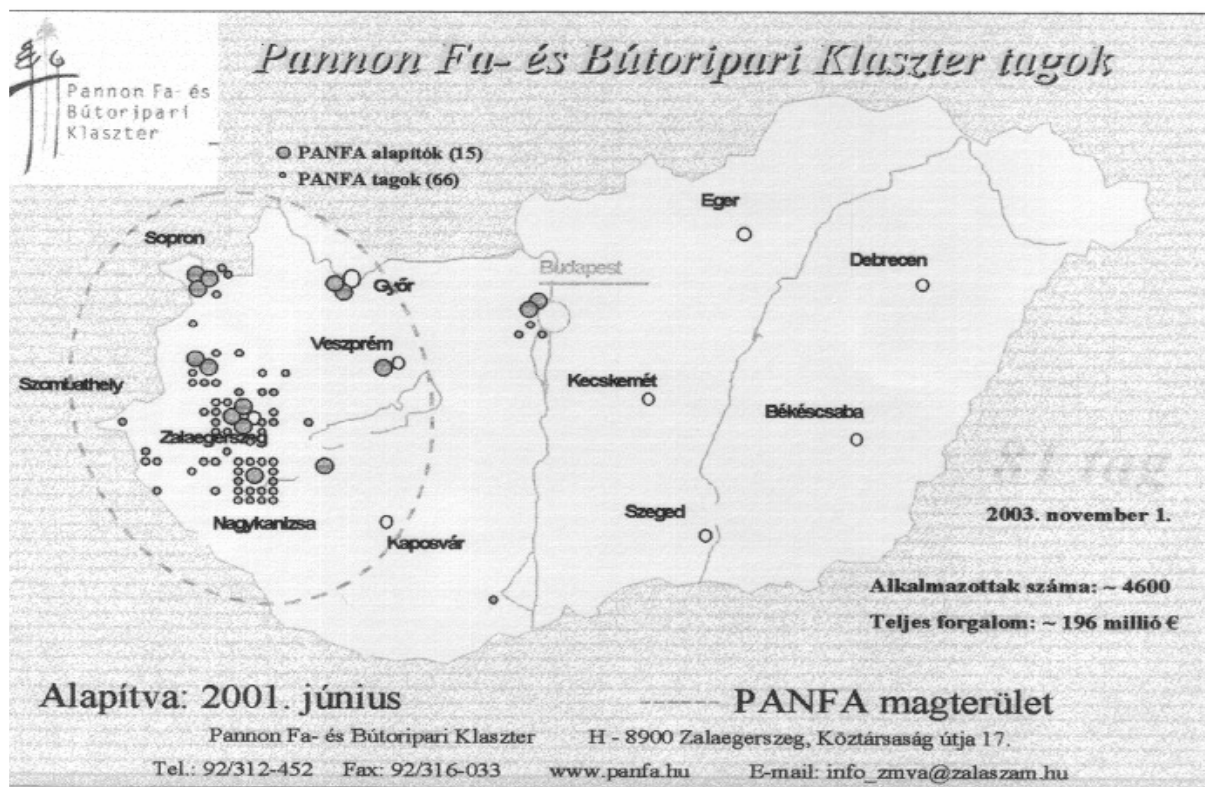 Pannon Fa- és Bútoripari Klaszter tagok
Pannon Fa- és
Bútoripari
Klaszter
PANFA alapítók (15)
PANFA tagok (66)
Eger
Sopron
Debrecen
Budapest
Győr
Veszprém
Szombathely
Kecskemét
Békéscsaba
Zalaegerszeg
81 tag
Nagykanizsa
Szeged
2003. november 1.
Kaposvár
Alkalmazottak száma: ~ 4600
Teljes forgalom: ~ 196 millió €
Alapítva: 2001. június
PANFA magterület
Pannon Fa- és Bútoripari Klaszter H - 8900 Zalaegerszeg, Köztársaság útja 17.
Tel.: 92/312-452 Fax: 92/316-033 www.panfa.hu E-mail: info_zmva@zalaszam.hu